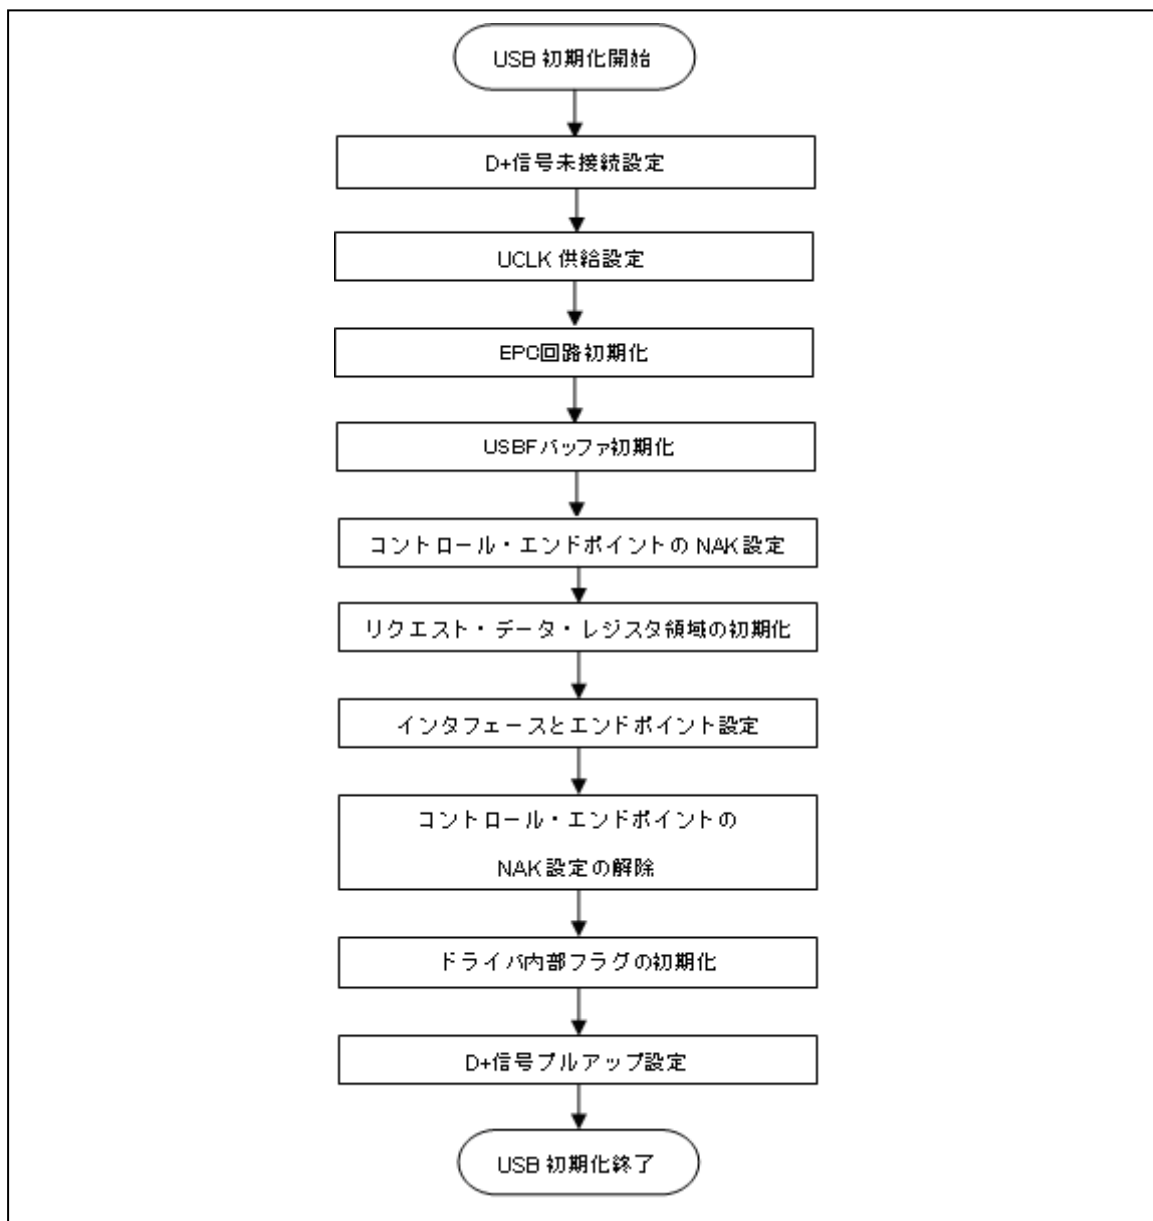 USB 初期化開始
D+信号未接続設定
UCLK 供給設定
EPC回路初期化
USBFバッファ初期化
コントロール・エンドポイントの NAK 設定
リクエスト・データ・レジスタ領域の初期化
インタフェースとエンドポイント設定
コントロール・エンドポイントの
NAK 設定の解除
ドライバ内部フラグの初期化
D+信号プルアップ設定
USB 初期化終了